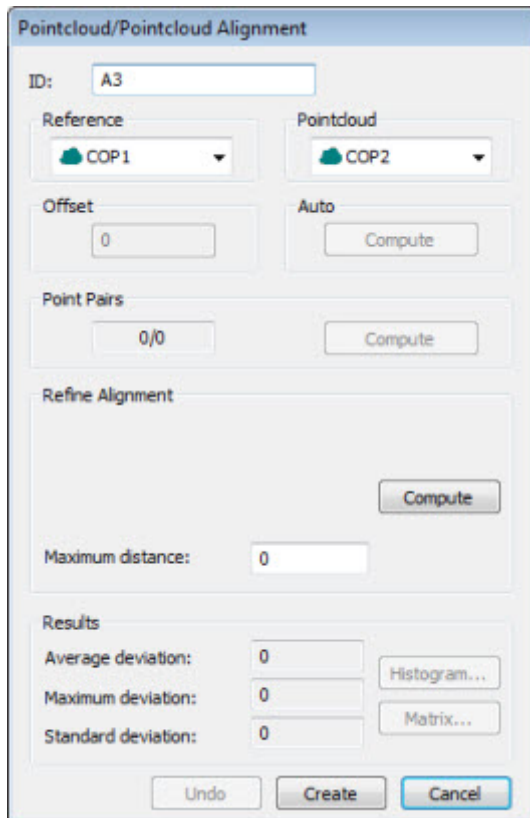 Pointcloud/Pointcloud Alignment
ID: A3
Reference Pointcloud
COP1 COP2
Offset Auto
0 Compute
Point Pairs
0/0 Compute
Refine Alignment
Compute
Maximum distance: 0
Results
Average deviation: 0
Histogram...
Maximum deviation: 0
Matrix...
Standard deviation: 0
Undo Create Cancel